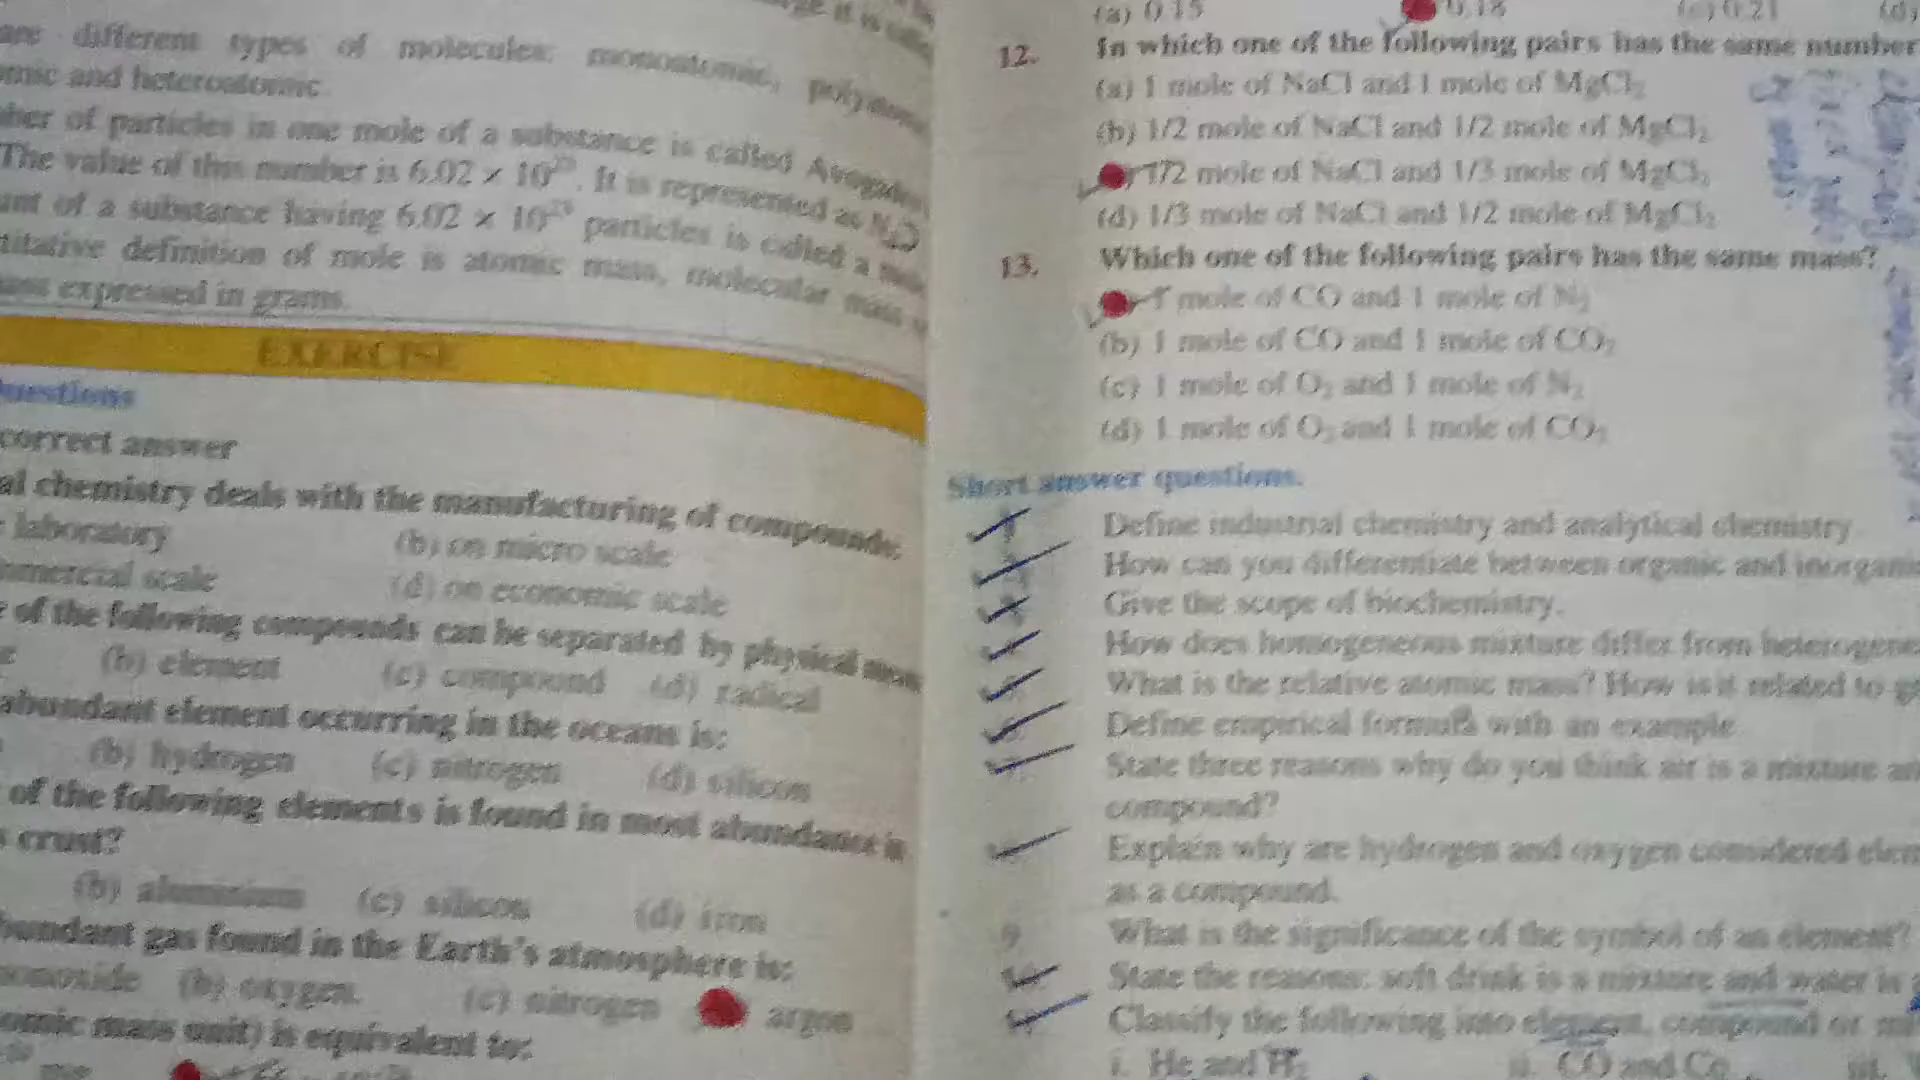 are different types of molecules: monoatomic, polyatomic
and heteroatomic
of particles in one mole of a substance is called
The value of this number is 6.02 × 10²³. It is represented as
of a substance having 6.02 × 10²³ particles is called a
definition of mole is atomic mass, molecular mass
expressed in grams.
EXERCISE
Questions
correct answer
al chemistry deals with the manufacturing of compounds:
laboratory (b) on micro scale
scale (d) on economic scale
of the following compounds can be separated by physical
(b) element (c) compound (d) radical
abundant element occurring in the oceans is:
(b) hydrogen (c) nitrogen (d) silicon
of the following elements is found in most abundance in
crust?
(b) aluminium (c) silicon (d) iron
gas found in the Earth's atmosphere is:
(b) oxygen (c) nitrogen argon
mass unit) is equivalent to:
(a) 0.15 0.18 (c) 0.21 (d)
12. In which one of the following pairs has the same number
(a) 1 mole of NaCl and 1 mole of MgCl₂
(b) 1/2 mole of NaCl and 1/2 mole of MgCl₂
1/2 mole of NaCl and 1/3 mole of MgCl₂
(d) 1/3 mole of NaCl and 1/2 mole of MgCl₂
13. Which one of the following pairs has the same mass?
1 mole of CO and 1 mole of N₂
(b) 1 mole of CO and 1 mole of CO₂
(c) 1 mole of O₂ and 1 mole of N₂
(d) 1 mole of O₂ and 1 mole of CO₂
Short answer questions.
Define industrial chemistry and analytical chemistry
How can you differentiate between organic and
Give the scope of biochemistry.
How does homogeneous mixture differ from
What is the relative atomic mass? How is it related to
Define empirical formula with an example
State three reasons why do you think air is a mixture
compound?
Explain why are hydrogen and oxygen considered
as a compound.
9. What is the significance of the symbol of an element?
State the reasons: soft drink is a mixture and water is
Classify the following into element, compound or
i. He and H₂ ii. CO and Co iii.